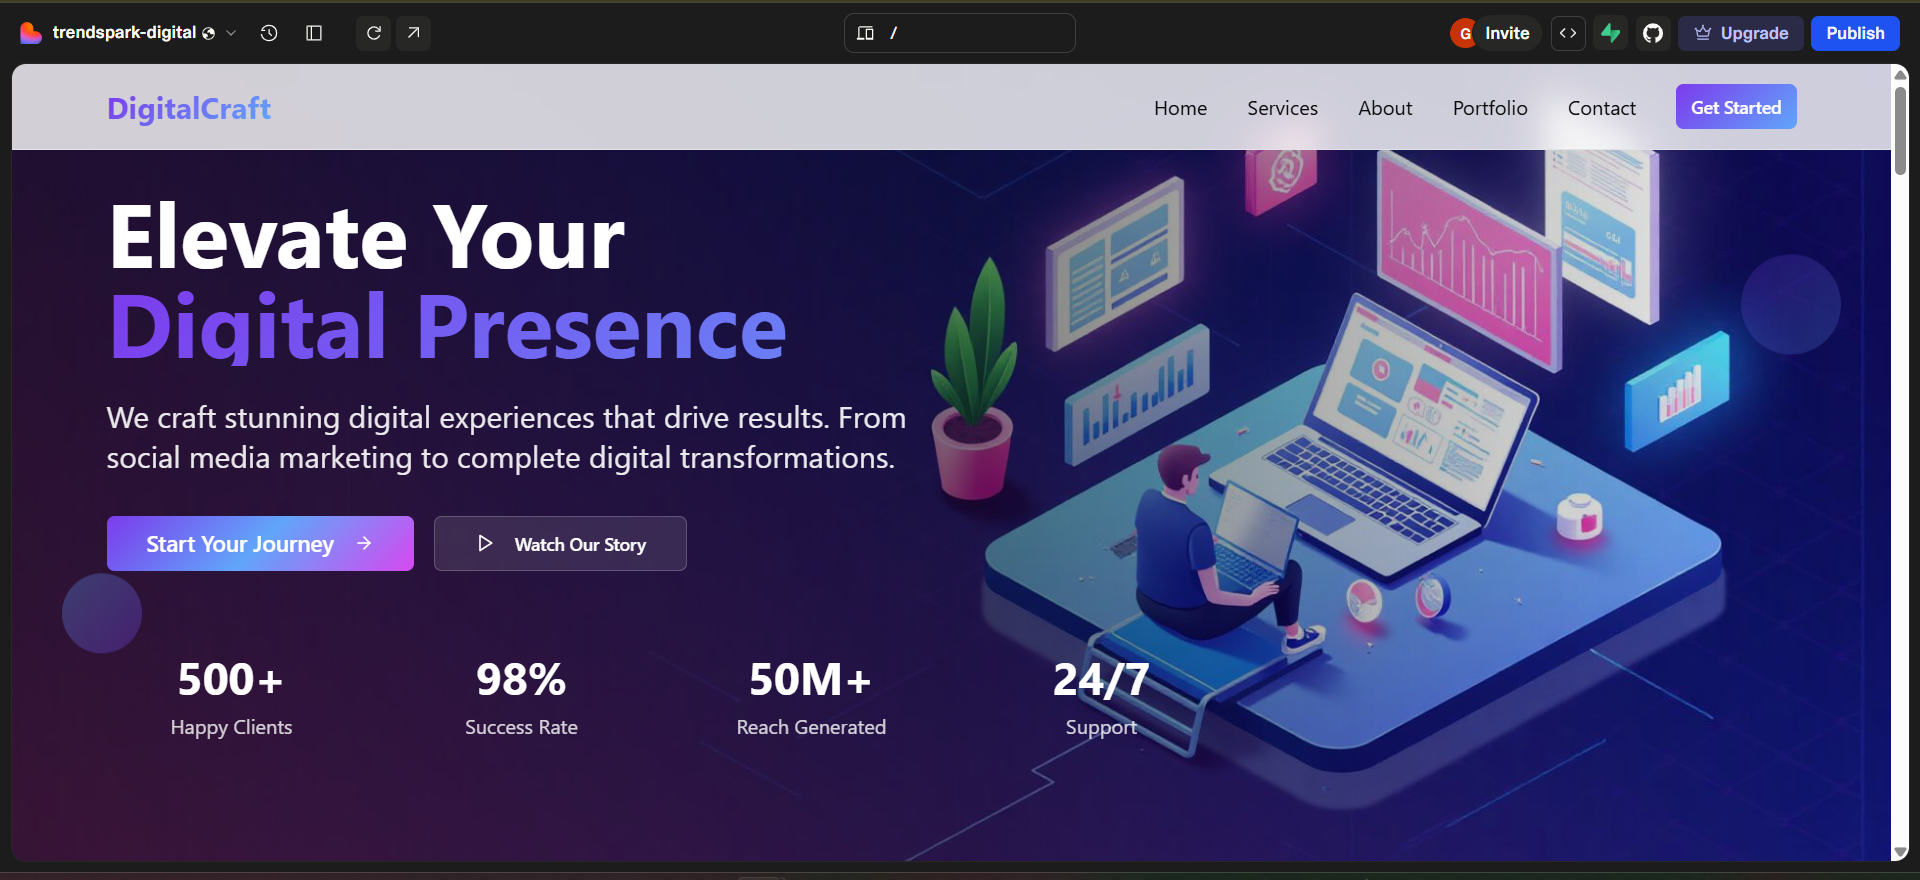 trendspark-digital
/
G
Invite
Upgrade
Publish
DigitalCraft
Home
Services
About
Portfolio
Contact
Get Started
Elevate Your
Digital Presence
We craft stunning digital experiences that drive results. From
social media marketing to complete digital transformations.
Start Your Journey
Watch Our Story
500+
Happy Clients
98%
Success Rate
50M+
Reach Generated
24/7
Support